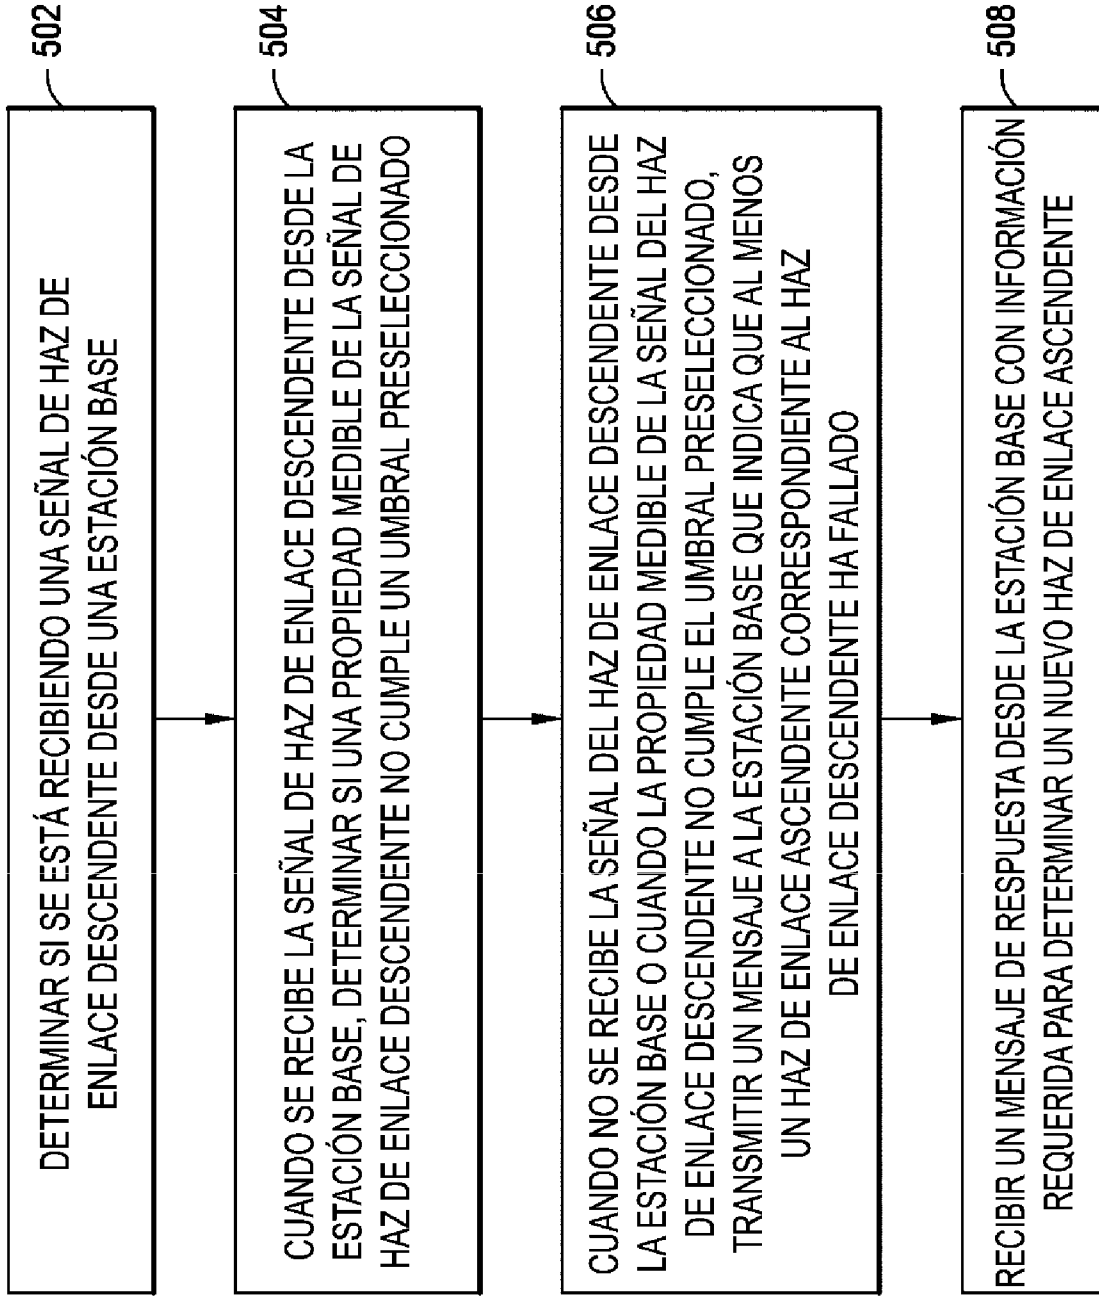 502
DETERMINAR SI SE ESTÁ RECIBIENDO UNA SEÑAL DE HAZ DE
ENLACE DESCENDENTE DESDE UNA ESTACIÓN BASE
504
CUANDO SE RECIBE LA SEÑAL DE HAZ DE ENLACE DESCENDENTE DESDE LA
ESTACIÓN BASE, DETERMINAR SI UNA PROPIEDAD MEDIBLE DE LA SEÑAL DE
HAZ DE ENLACE DESCENDENTE NO CUMPLE UN UMBRAL PRESELECCIONADO
506
CUANDO NO SE RECIBE LA SEÑAL DEL HAZ DE ENLACE DESCENDENTE DESDE
LA ESTACIÓN BASE O CUANDO LA PROPIEDAD MEDIBLE DE LA SEÑAL DEL HAZ
DE ENLACE DESCENDENTE NO CUMPLE EL UMBRAL PRESELECCIONADO,
TRANSMITIR UN MENSAJE A LA ESTACIÓN BASE QUE INDICA QUE AL MENOS
UN HAZ DE ENLACE ASCENDENTE CORRESPONDIENTE AL HAZ
DE ENLACE DESCENDENTE HA FALLADO
508
RECIBIR UN MENSAJE DE RESPUESTA DESDE LA ESTACIÓN BASE CON INFORMACIÓN
REQUERIDA PARA DETERMINAR UN NUEVO HAZ DE ENLACE ASCENDENTE